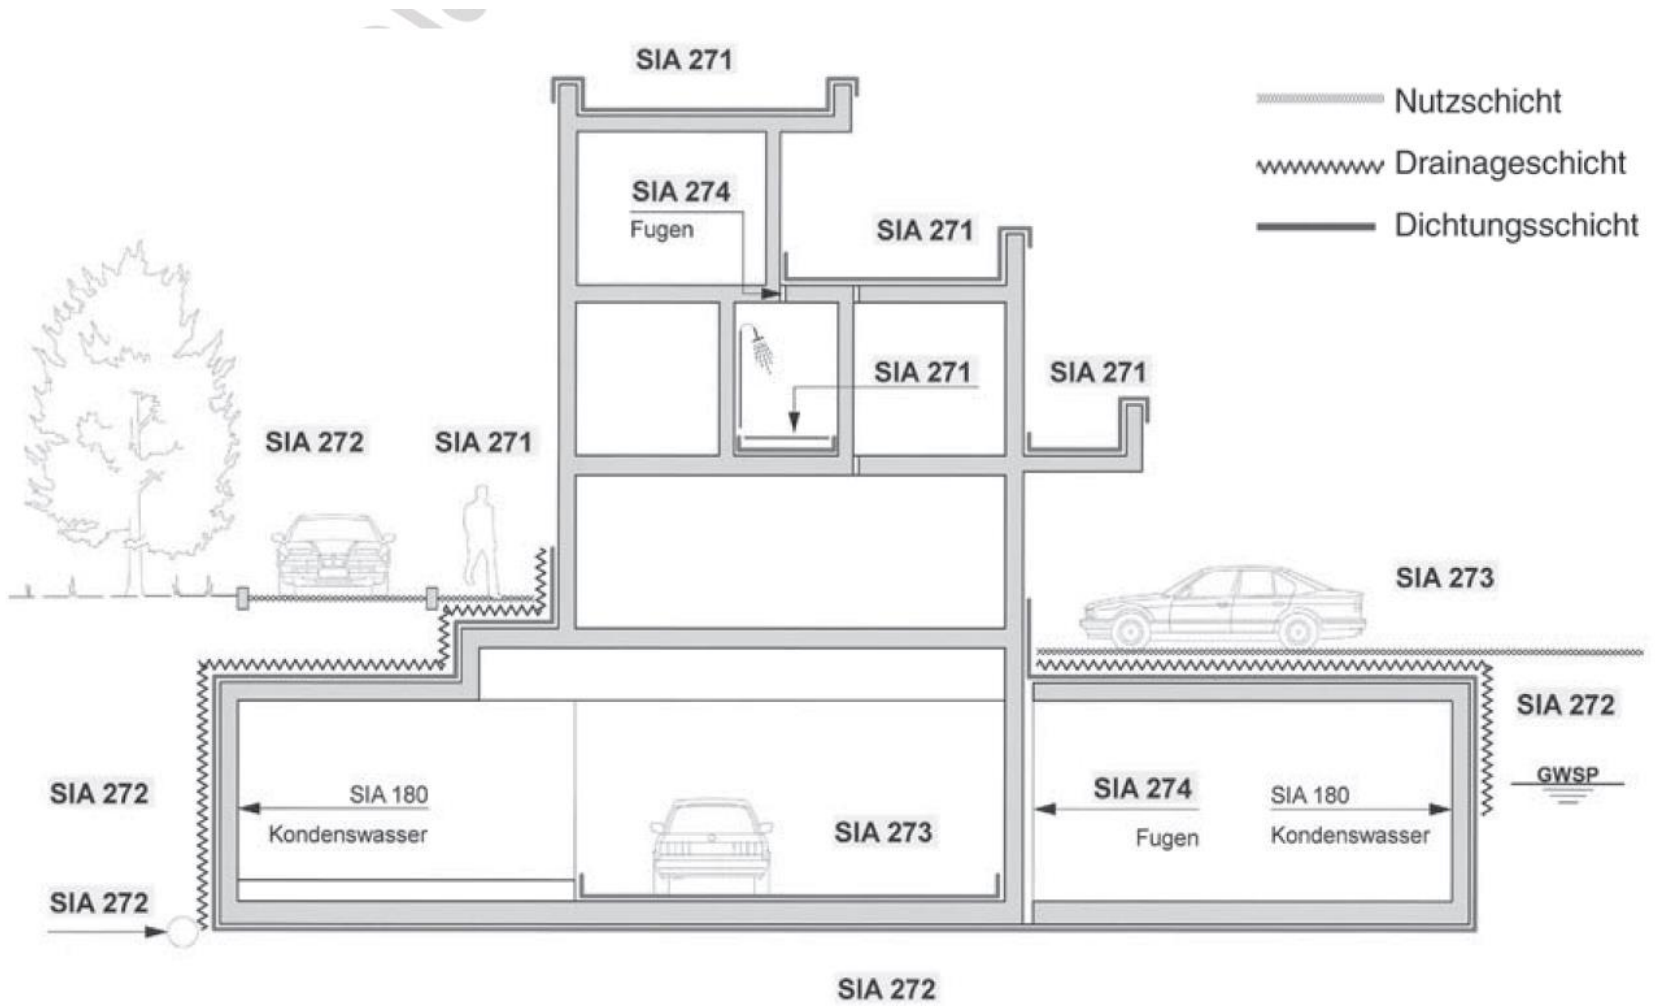 SIA 271
Nutzschicht
Drainageschicht
Dichtungsschicht
SIA 274
Fugen
SIA 271
SIA 271
SIA 271
SIA 272
SIA 271
SIA 273
SIA 272
GWSP
SIA 272
SIA 180
Kondenswasser
SIA 273
SIA 274
Fugen
SIA 180
Kondenswasser
SIA 272
SIA 272